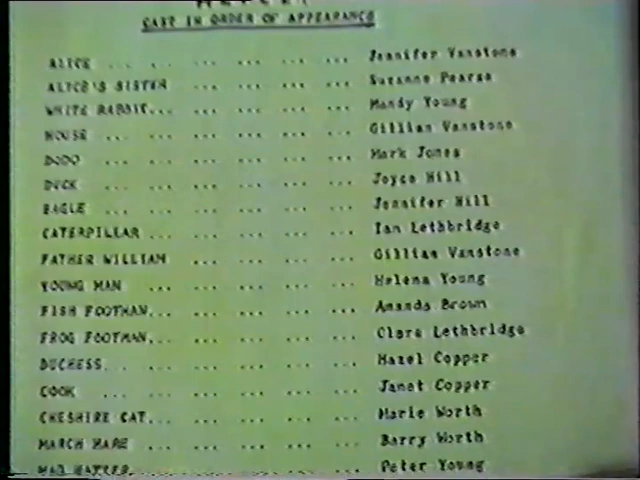 CAST IN ORDER OF APPEARANCE
ALICE ... ... ... ... ... Jennifer Vanstone
ALICE'S SISTER ... ... ... ... Suzanne Pearse
WHITE RABBIT... ... ... ... ... Mandy Young
MOUSE ... ... ... ... ... Gillian Vanstone
DODO ... ... ... ... ... Mark Jones
DUCK ... ... ... ... ... Joyce Hill
EAGLE ... ... ... ... ... Jennifer Hill
CATERPILLAR ... ... ... ... ... Ian Lethbridge
FATHER WILLIAM ... ... ... ... Gillian Vanstone
YOUNG MAN ... ... ... ... ... Helena Young
FISH FOOTMAN... ... ... ... ... Amanda Brown
FROG FOOTMAN... ... ... ... ... Clare Lethbridge
DUCHESS... ... ... ... ... ... Hazel Copper
COOK ... ... ... ... ... Janet Copper
CHESHIRE CAT... ... ... ... ... Marie Worth
MARCH HARE ... ... ... ... ... Barry Worth
MAD HATTER... ... ... ... ... Peter Young